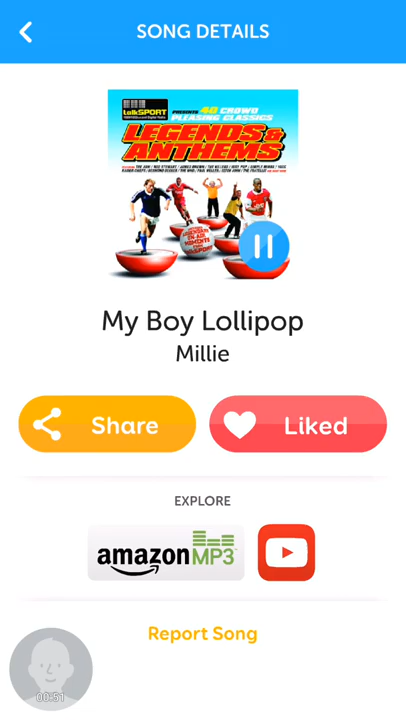 SONG DETAILS
talkSPORT
PRESENTS 40 CROWD
PLEASING CLASSICS
LEGENDS &
ANTHEMS
My Boy Lollipop
Millie
Share
Liked
EXPLORE
amazonMP3
Report Song
00:51